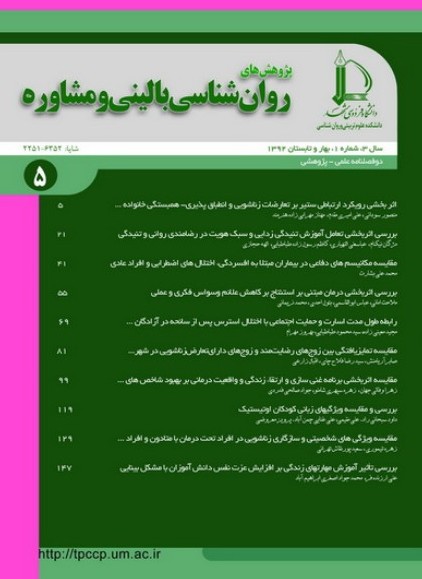 پژوهش‌های
روان‌شناسی بالینی و مشاوره
دانشگاه فردوسی مشهد
دانشکده علوم تربیتی و روان شناسی
سال ۳، شماره ۱، بهار و تابستان ۱۳۹۲
شاپا: ۶۳۵۲-۲۲۵۱
دوفصلنامه علمی - پژوهشی
۵
اثر بخشی رویکرد ارتباطی ستیر بر تعارضات زناشویی و انطباق پذیری- همبستگی خانواده ... ۵
منصور سودانی،
بررسی اثربخشی تعامل آموزش تنیدگی زدایی و سبک هویت در رضامندی روانی و تنیدگی ۲۱
مقایسه مکانیسم های دفاعی در بیماران مبتلا به افسردگی، اختلال های اضطرابی و افراد عادی ۴۱
محمد علی بشارت
بررسی اثربخشی درمان مبتنی بر استنتاج بر کاهش علائم وسواس فکری و عملی ۵۵
رابطه طول مدت اسارت و حمایت اجتماعی با اختلال استرس پس از سانحه در آزادگان ... ۶۹
مقایسه تمایزیافتگی بین زوج‌های رضایت‌مند و زوج‌های دارای‌تعارض‌زناشویی در شهر... ۸۱
مقایسه اثربخشی برنامه غنی سازی و ارتقاء زندگی و واقعیت درمانی بر بهبود شاخص های ... ۹۹
بررسی و مقایسه ویژگیهای زبانی کودکان اوتیستیک ۱۱۹
مقایسه ویژگی های شخصیتی و سازگاری زناشویی در افراد تحت درمان با متادون و افراد ... ۱۲۹
بررسی تاثیر آموزش مهارتهای زندگی بر افزایش عزت نفس دانش آموزان با مشکل بینایی ۱۴۷
http://tpccp.um.ac.ir